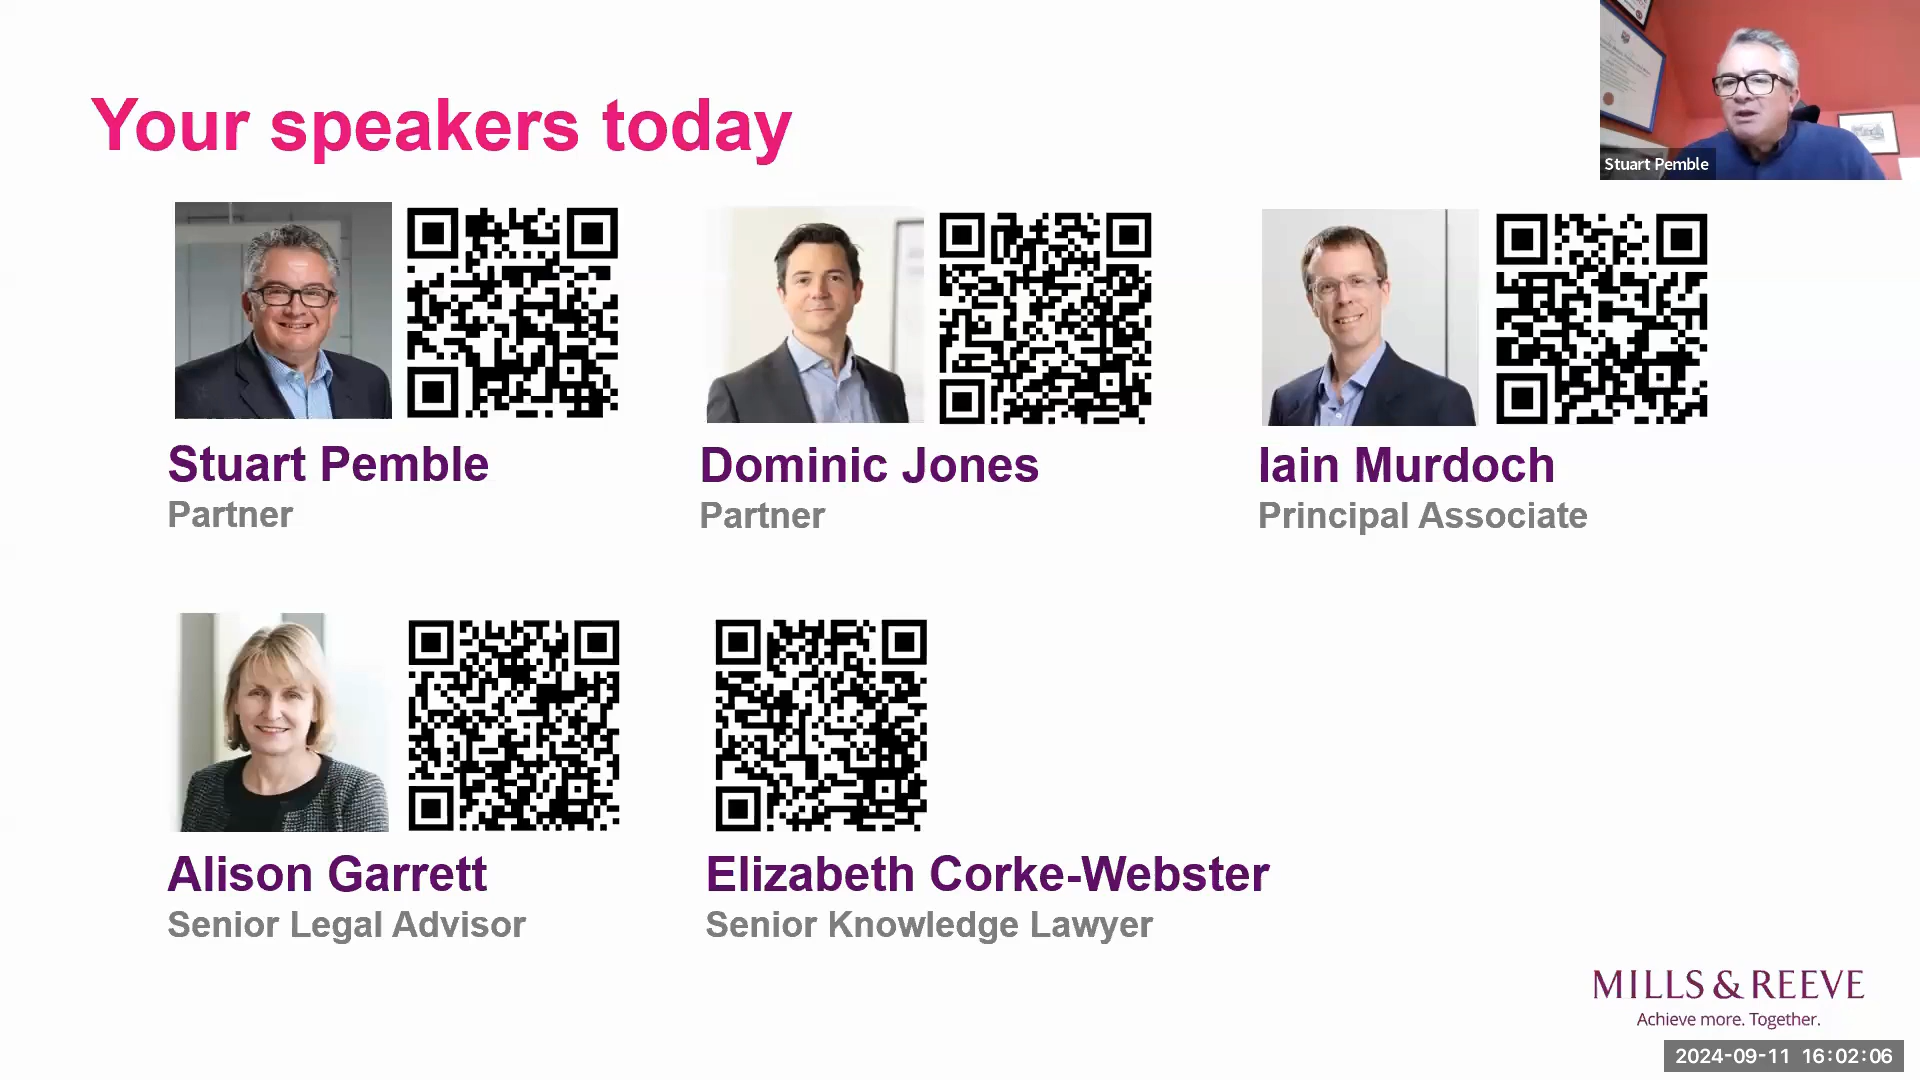 Your speakers today
Stuart Pemble
Stuart Pemble
Partner
Dominic Jones
Partner
Iain Murdoch
Principal Associate
Alison Garrett
Senior Legal Advisor
Elizabeth Corke-Webster
Senior Knowledge Lawyer
MILLS & REEVE
Achieve more. Together.
2024-09-11 16:02:06